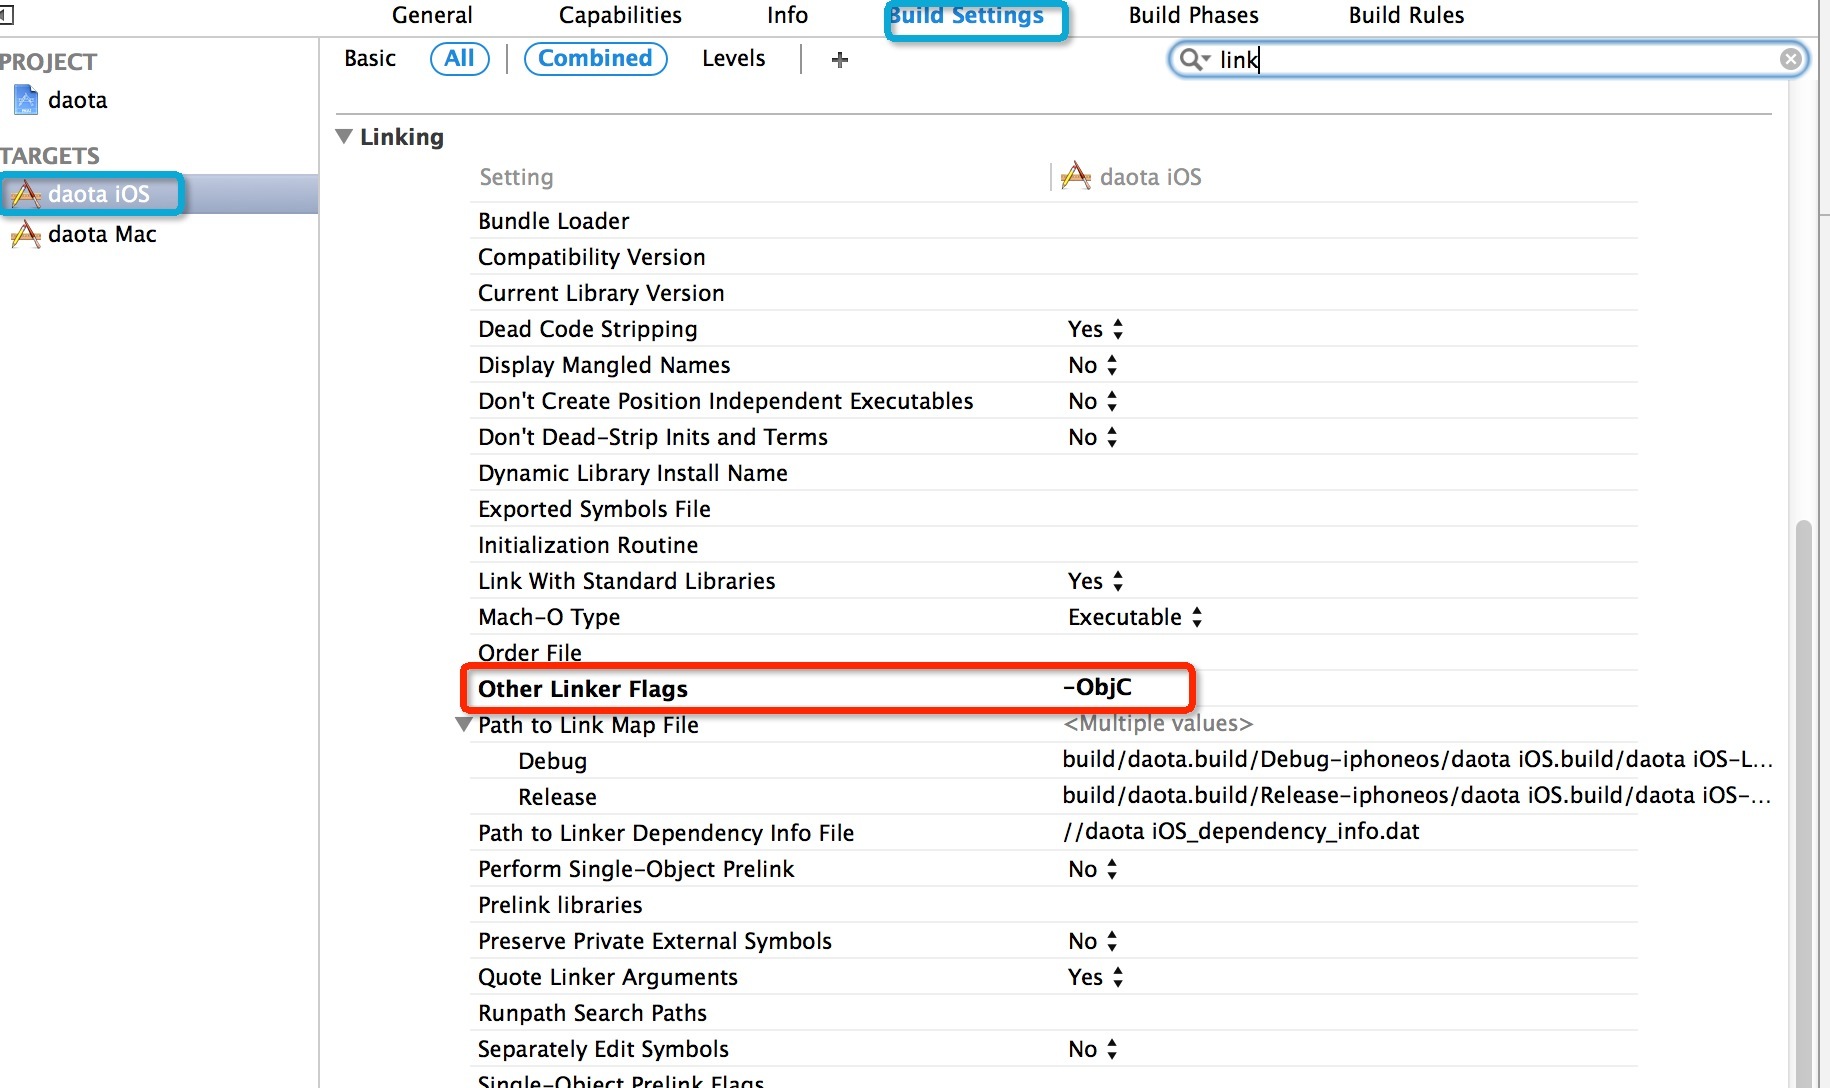 General Capabilities Info Build Settings Build Phases Build Rules
PROJECT
daota
TARGETS
daota iOS
daota Mac
Basic All Combined Levels + link
Linking
Setting daota iOS
Bundle Loader
Compatibility Version
Current Library Version
Dead Code Stripping Yes
Display Mangled Names No
Don't Create Position Independent Executables No
Don't Dead-Strip Inits and Terms No
Dynamic Library Install Name
Exported Symbols File
Initialization Routine
Link With Standard Libraries Yes
Mach-O Type Executable
Order File
Other Linker Flags -ObjC
Path to Link Map File <Multiple values>
Debug build/daota.build/Debug-iphoneos/daota iOS.build/daota iOS-L...
Release build/daota.build/Release-iphoneos/daota iOS.build/daota iOS-...
Path to Linker Dependency Info File //daota iOS_dependency_info.dat
Perform Single-Object Prelink No
Prelink libraries
Preserve Private External Symbols No
Quote Linker Arguments Yes
Runpath Search Paths
Separately Edit Symbols No
Single-Object Prelink Flags